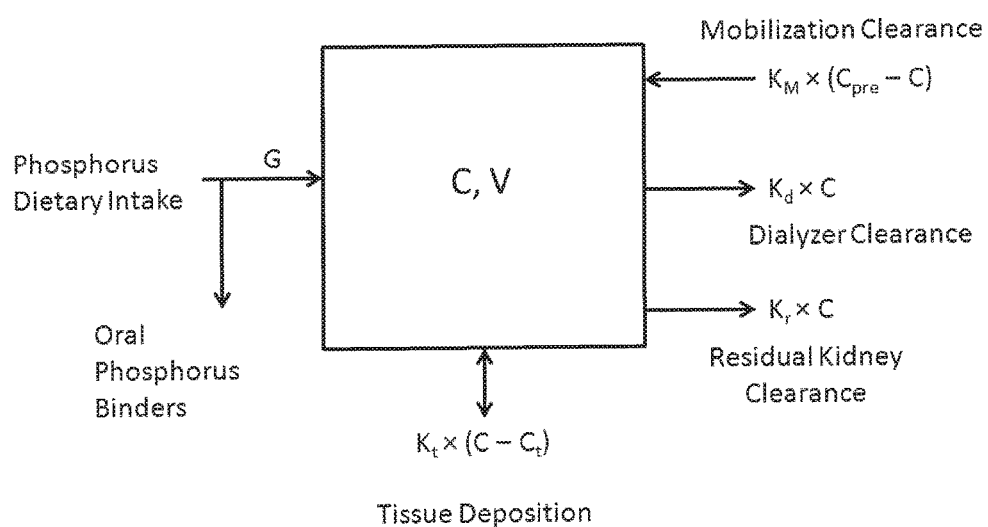 Mobilization Clearance
K_M × (C_pre – C)
G
Phosphorus
Dietary Intake
C, V
K_d × C
Dialyzer Clearance
Oral
Phosphorus
Binders
K_r × C
Residual Kidney
Clearance
K_t × (C – C_t)
Tissue Deposition